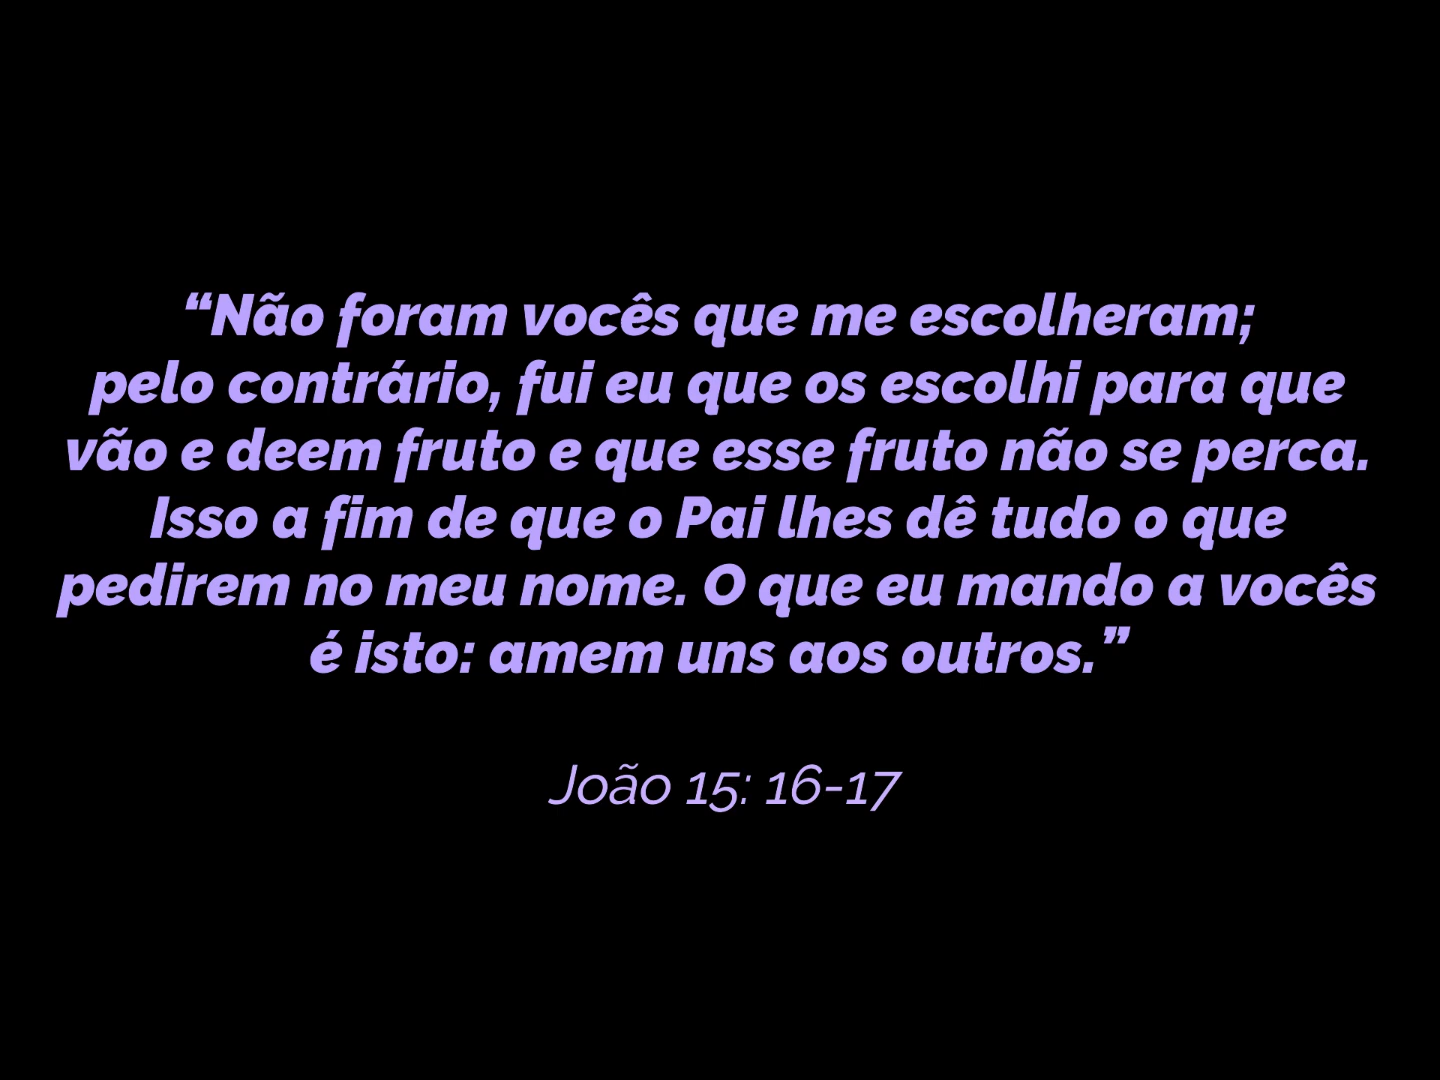 “Não foram vocês que me escolheram;
pelo contrário, fui eu que os escolhi para que
vão e deem fruto e que esse fruto não se perca.
Isso a fim de que o Pai lhes dê tudo o que
pedirem no meu nome. O que eu mando a vocês
é isto: amem uns aos outros.”
João 15: 16-17